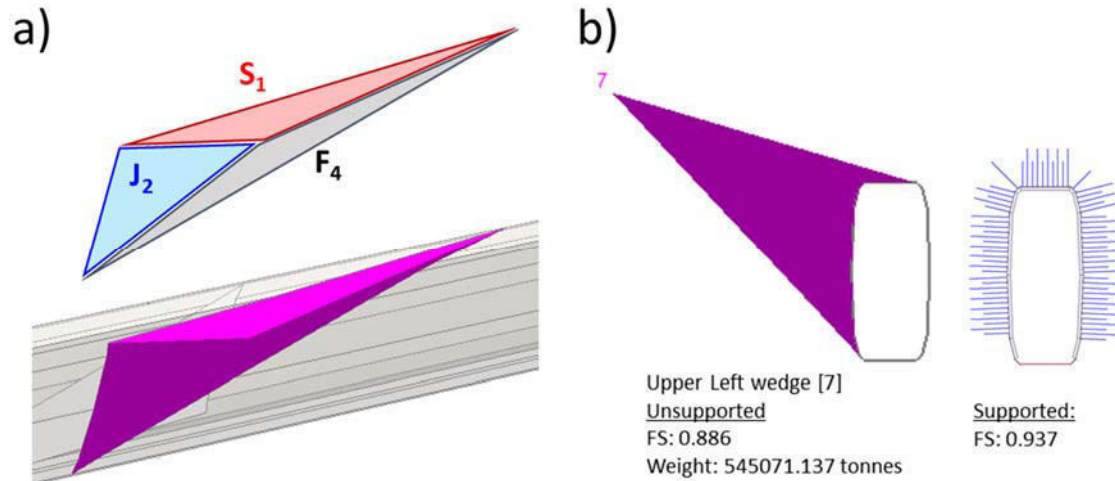 a)
S₁
J₂
F₄
b)
7
Upper Left wedge [7]
Unsupported
FS: 0.886
Weight: 545071.137 tonnes
Supported:
FS: 0.937